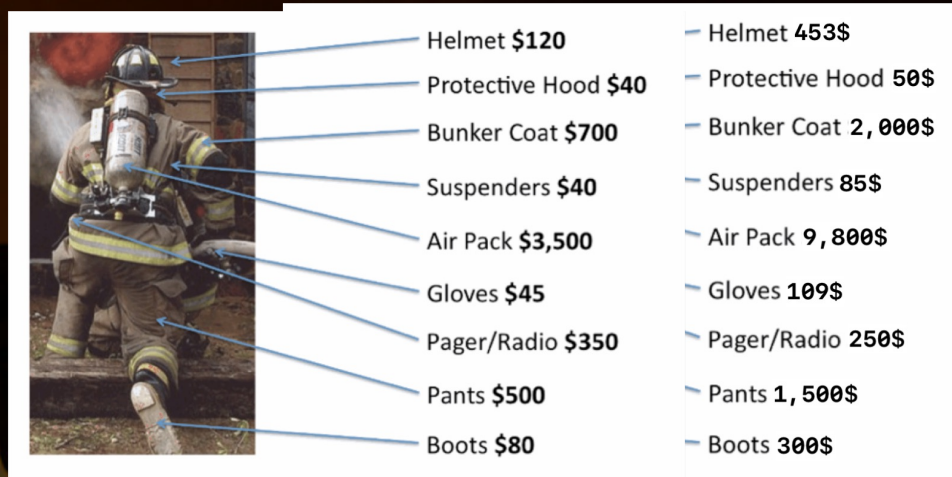 Helmet $120
Protective Hood $40
Bunker Coat $700
Suspenders $40
Air Pack $3,500
Gloves $45
Pager/Radio $350
Pants $500
Boots $80
Helmet 453$
Protective Hood 50$
Bunker Coat 2,000$
Suspenders 85$
Air Pack 9,800$
Gloves 109$
Pager/Radio 250$
Pants 1,500$
Boots 300$